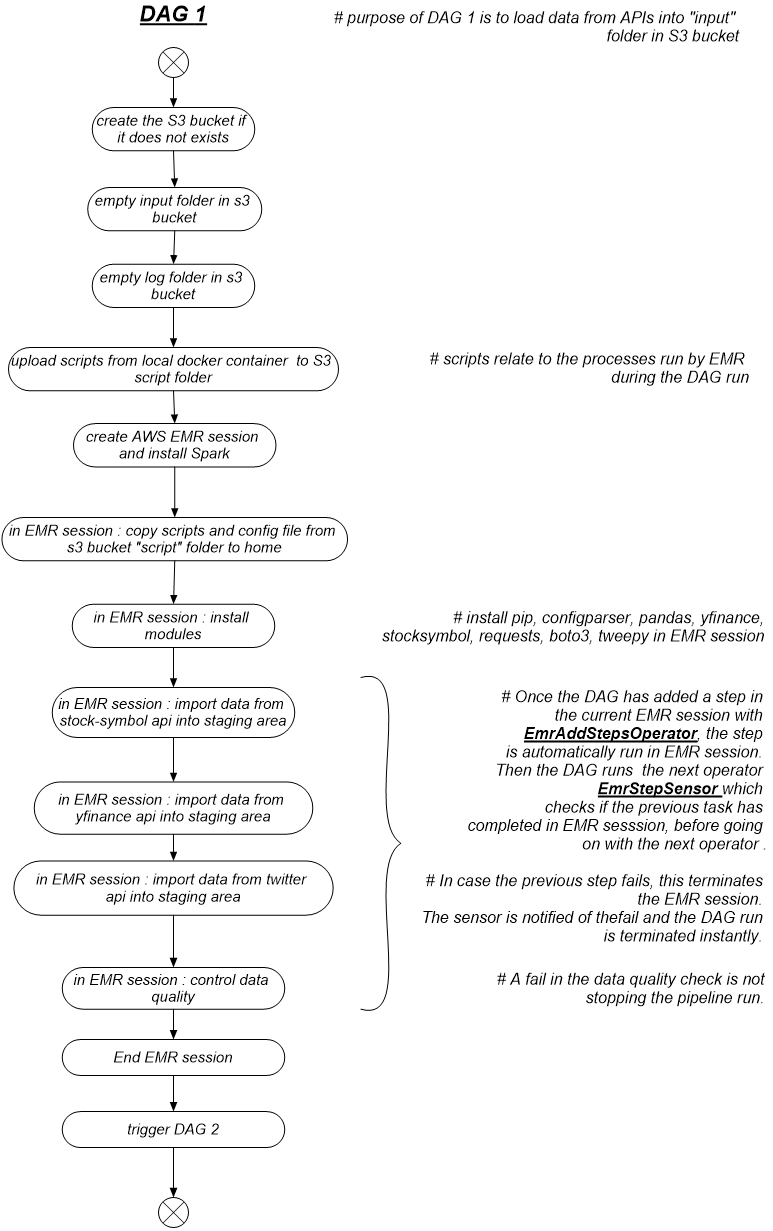 DAG 1
# purpose of DAG 1 is to load data from APIs into "input"
folder in S3 bucket
create the S3 bucket if
it does not exists
empty input folder in s3
bucket
empty log folder in s3
bucket
upload scripts from local docker container  to S3
script folder
# scripts relate to the processes run by EMR
during the DAG run
create AWS EMR session
and install Spark
in EMR session : copy scripts and config file from
s3 bucket "script" folder to home
in EMR session : install
modules
# install pip, configparser, pandas, yfinance,
stocksymbol, requests, boto3, tweepy in EMR session
in EMR session : import data from
stock-symbol api into staging area
# Once the DAG has added a step in
the current EMR session with
EmrAddStepsOperator, the step
is automatically run in EMR session.
Then the DAG runs  the next operator
EmrStepSensor which
checks if the previous task has
completed in EMR sesssion, before going
on with the next operator .
in EMR session : import data from
yfinance api into staging area
in EMR session : import data from twitter
api into staging area
# In case the previous step fails, this terminates
the EMR session.
The sensor is notified of thefail and the DAG run
is terminated instantly.
in EMR session : control data
quality
# A fail in the data quality check is not
stopping the pipeline run.
End EMR session
trigger DAG 2